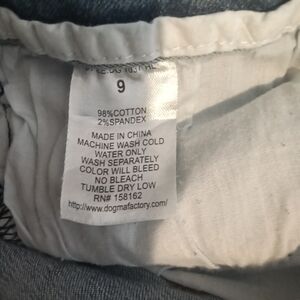 9
98%COTTON
2%SPANDEX
MADE IN CHINA
MACHINE WASH COLD
WATER ONLY
WASH SEPARATELY
COLOR WILL BLEED
NO BLEACH
TUMBLE DRY LOW
RN# 158162
http://www.dogmafactory.com/